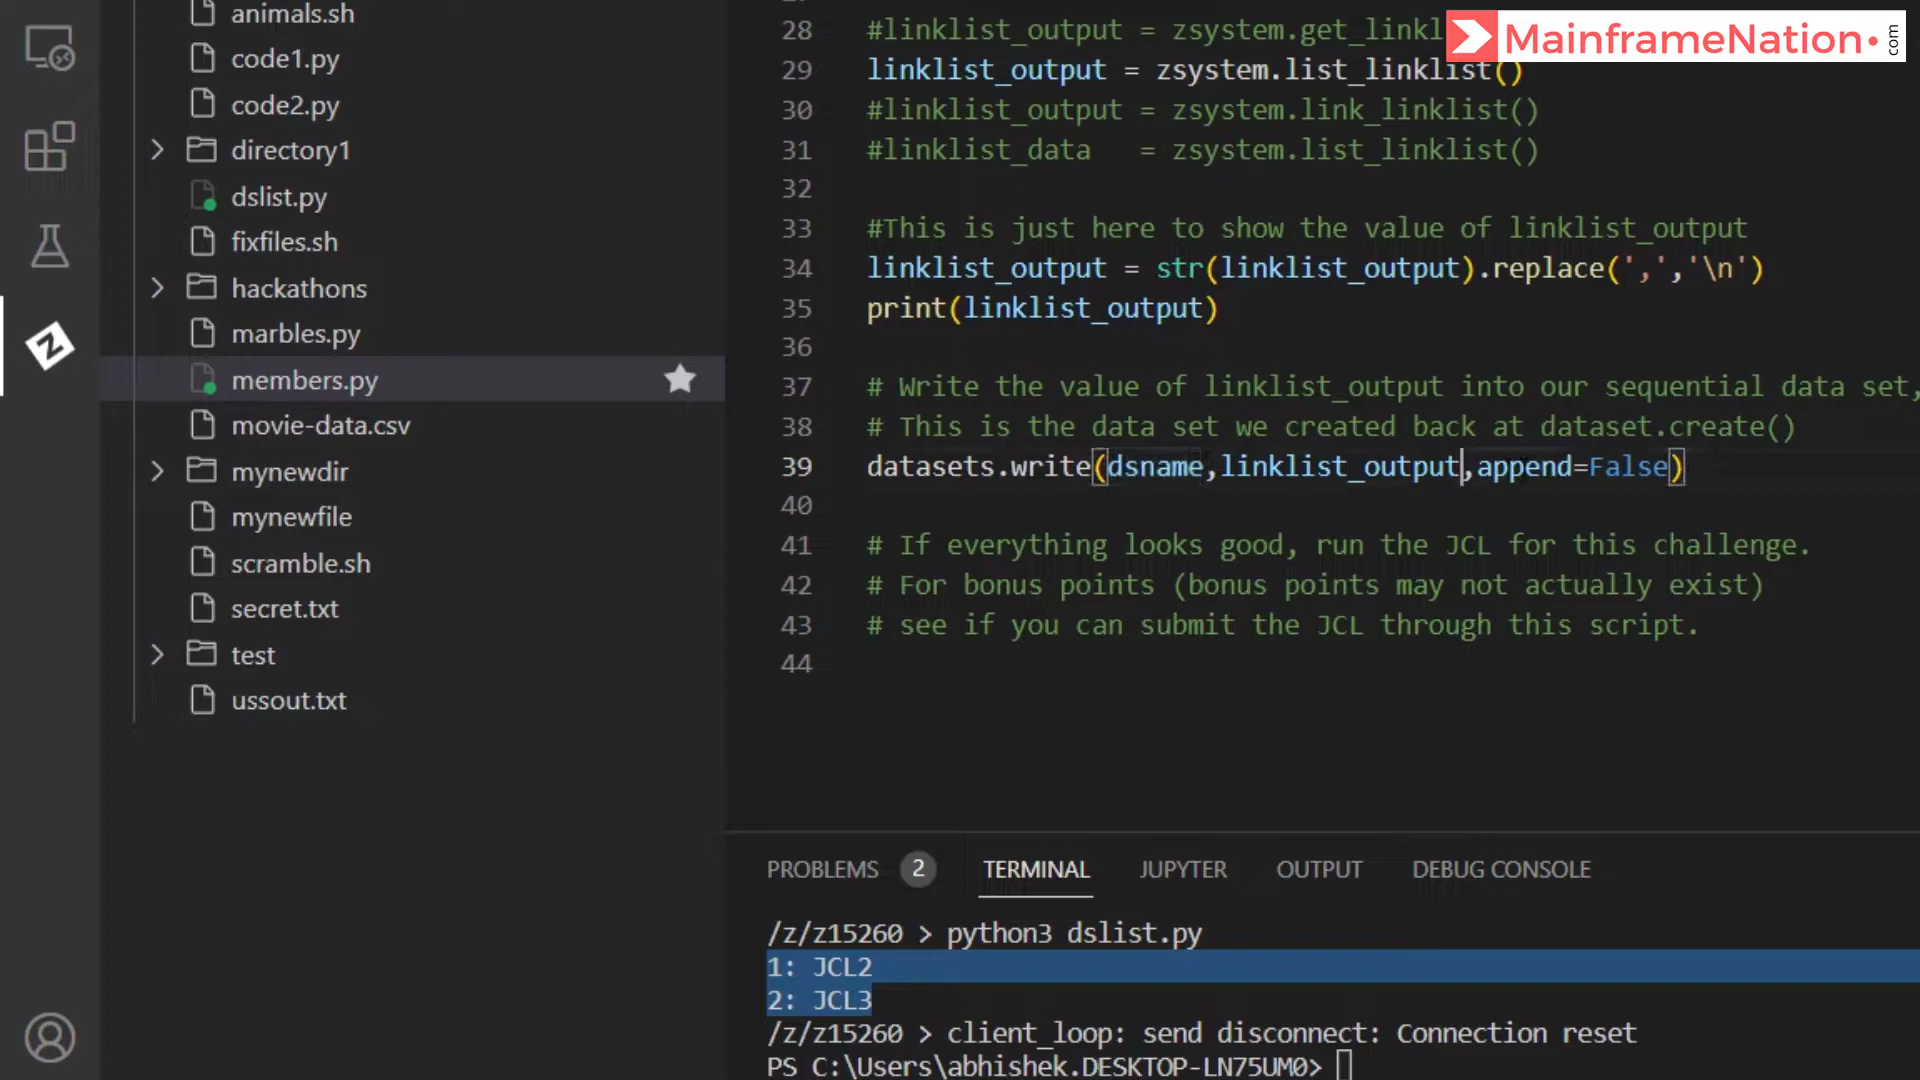 animals.sh
code1.py
code2.py
directory1
dslist.py
fixfiles.sh
hackathons
marbles.py
members.py
movie-data.csv
mynewdir
mynewfile
scramble.sh
secret.txt
test
ussout.txt
MainframeNation.com
28 #linklist_output = zsystem.get_linkl
29 linklist_output = zsystem.list_linklist()
30 #linklist_output = zsystem.link_linklist()
31 #linklist_data   = zsystem.list_linklist()
32
33 #This is just here to show the value of linklist_output
34 linklist_output = str(linklist_output).replace(',','\n')
35 print(linklist_output)
36
37 # Write the value of linklist_output into our sequential data set,
38 # This is the data set we created back at dataset.create()
39 datasets.write(dsname,linklist_output,append=False)
40
41 # If everything looks good, run the JCL for this challenge.
42 # For bonus points (bonus points may not actually exist)
43 # see if you can submit the JCL through this script.
44
PROBLEMS 2 TERMINAL JUPYTER OUTPUT DEBUG CONSOLE
/z/z15260 > python3 dslist.py
1: JCL2
2: JCL3
/z/z15260 > client_loop: send disconnect: Connection reset
PS C:\Users\abhishek.DESKTOP-LN75UM0>